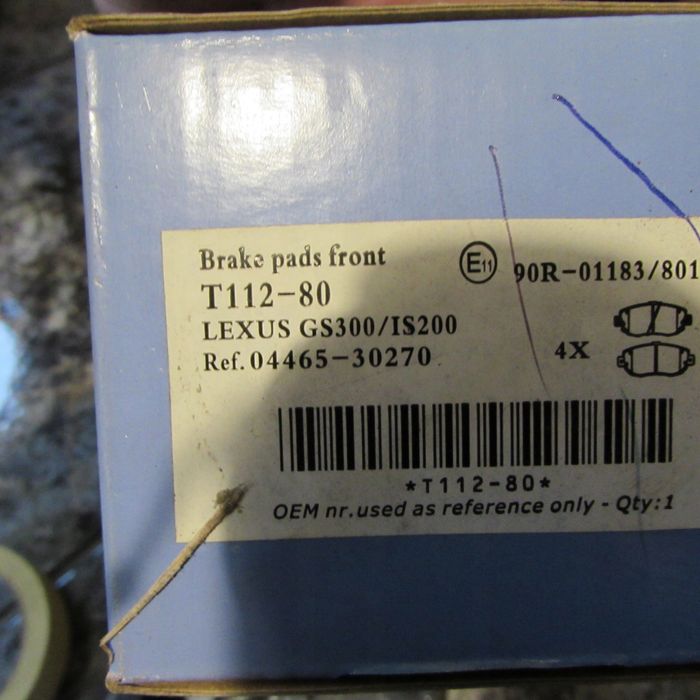 Brake pads front
E11 90R-01183/801
T112-80
LEXUS GS300/IS200
Ref. 04465-30270
4X
*T112-80*
OEM nr.used as reference only - Qty:1